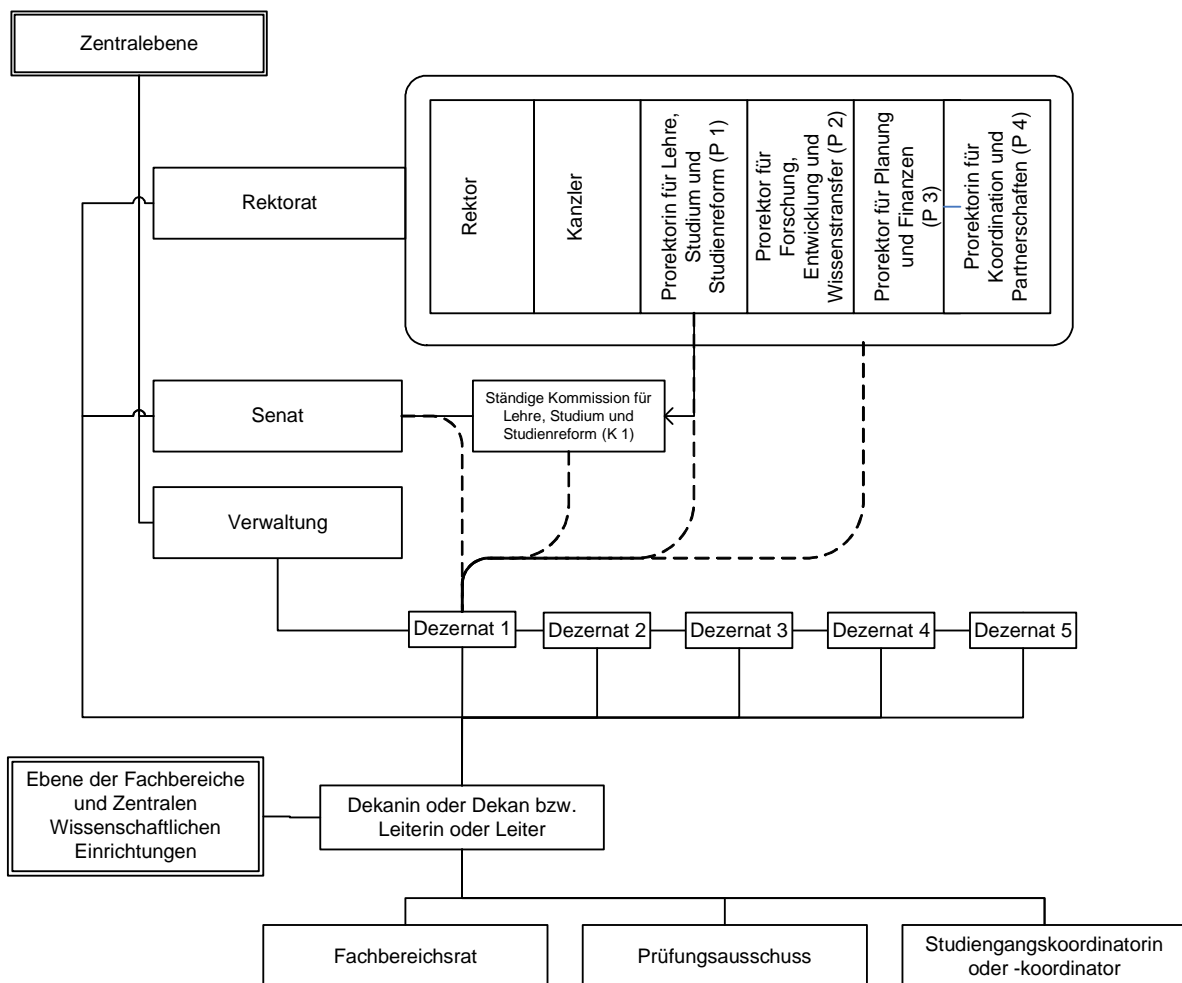 Zentralebene
Rektorat
Rektor
Kanzler
Prorektorin für Lehre,
Studium und
Studienreform (P 1)
Prorektor für
Forschung,
Entwicklung und
Wissenstransfer (P 2)
Prorektor für Planung
und Finanzen
(P 3)
Prorektorin für
Koordination und
Partnerschaften (P 4)
Senat
Ständige Kommission für
Lehre, Studium und
Studienreform (K 1)
Verwaltung
Dezernat 1
Dezernat 2
Dezernat 3
Dezernat 4
Dezernat 5
Ebene der Fachbereiche
und Zentralen
Wissenschaftlichen
Einrichtungen
Dekanin oder Dekan bzw.
Leiterin oder Leiter
Fachbereichsrat
Prüfungsausschuss
Studiengangskoordinatorin
oder -koordinator